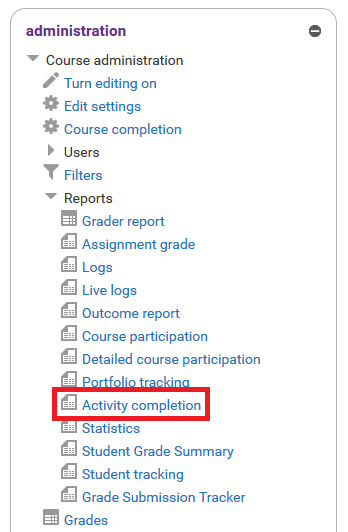 administration
Course administration
Turn editing on
Edit settings
Course completion
Users
Filters
Reports
Grader report
Assignment grade
Logs
Live logs
Outcome report
Course participation
Detailed course participation
Portfolio tracking
Activity completion
Statistics
Student Grade Summary
Student tracking
Grade Submission Tracker
Grades